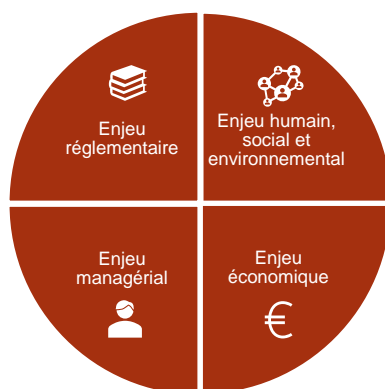 Enjeu
réglementaire
Enjeu humain,
social et
environnemental
Enjeu
managérial
Enjeu
économique
€